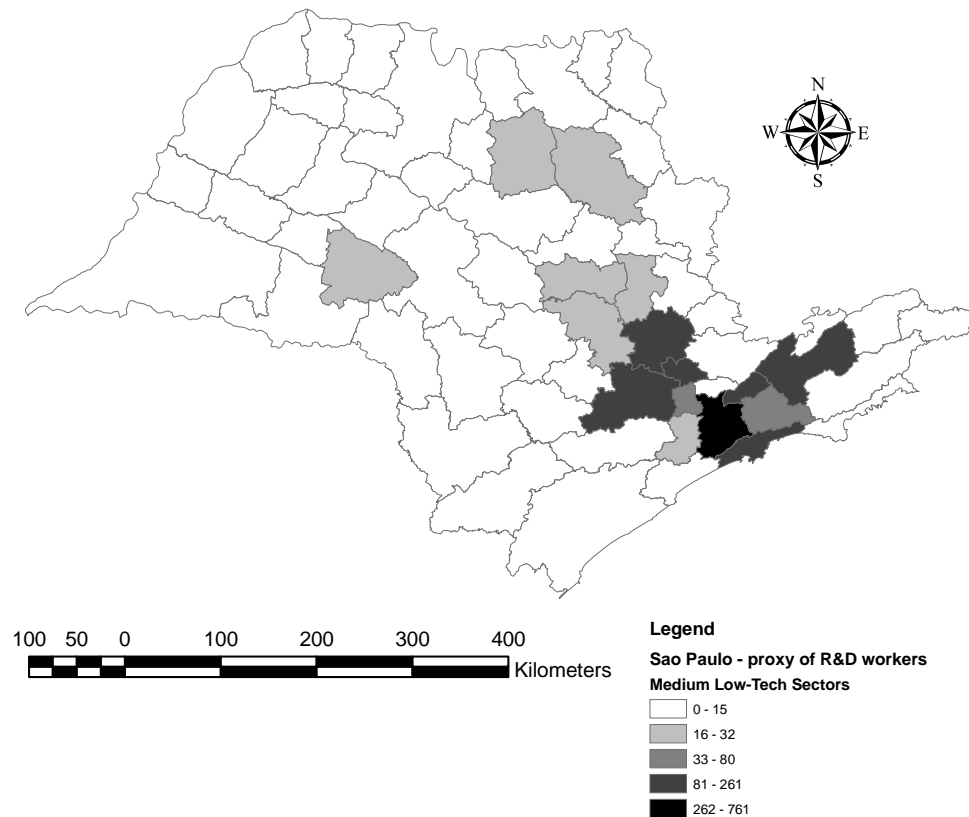 N
W E
S
100 50 0 100 200 300 400
Kilometers
Legend
Sao Paulo - proxy of R&D workers
Medium Low-Tech Sectors
0 - 15
16 - 32
33 - 80
81 - 261
262 - 761